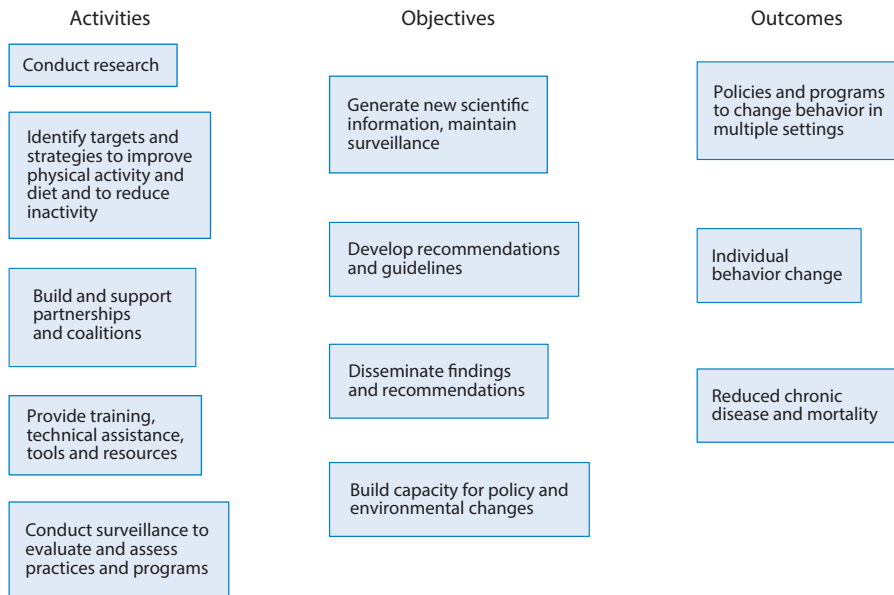 Activities
Conduct research
Identify targets and
strategies to improve
physical activity and
diet and to reduce
inactivity
Build and support
partnerships
and coalitions
Provide training,
technical assistance,
tools and resources
Conduct surveillance to
evaluate and assess
practices and programs
Objectives
Generate new scientific
information, maintain
surveillance
Develop recommendations
and guidelines
Disseminate findings
and recommendations
Build capacity for policy and
environmental changes
Outcomes
Policies and programs
to change behavior in
multiple settings
Individual
behavior change
Reduced chronic
disease and mortality